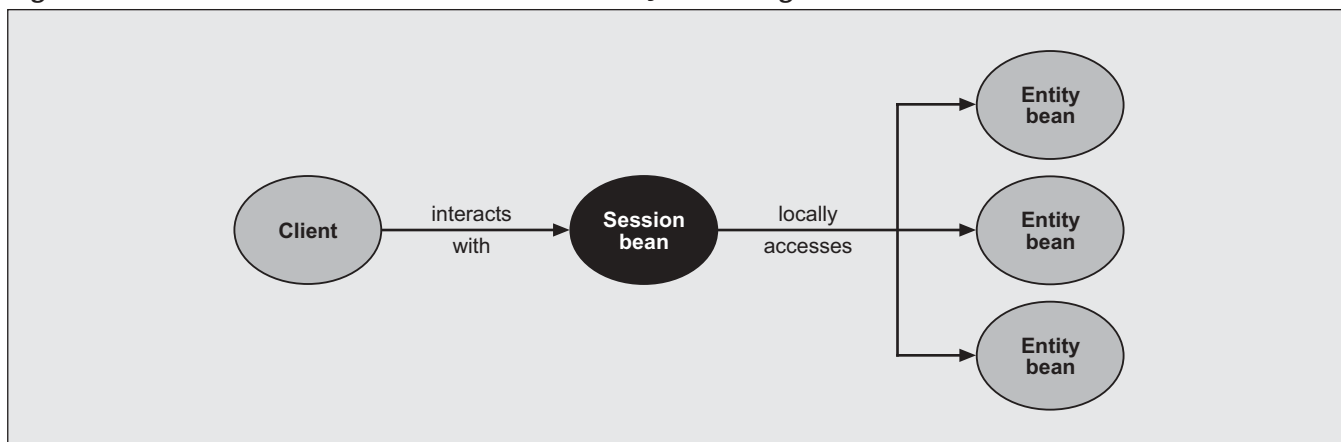 Client
interacts
with
Session
bean
locally
accesses
Entity
bean
Entity
bean
Entity
bean